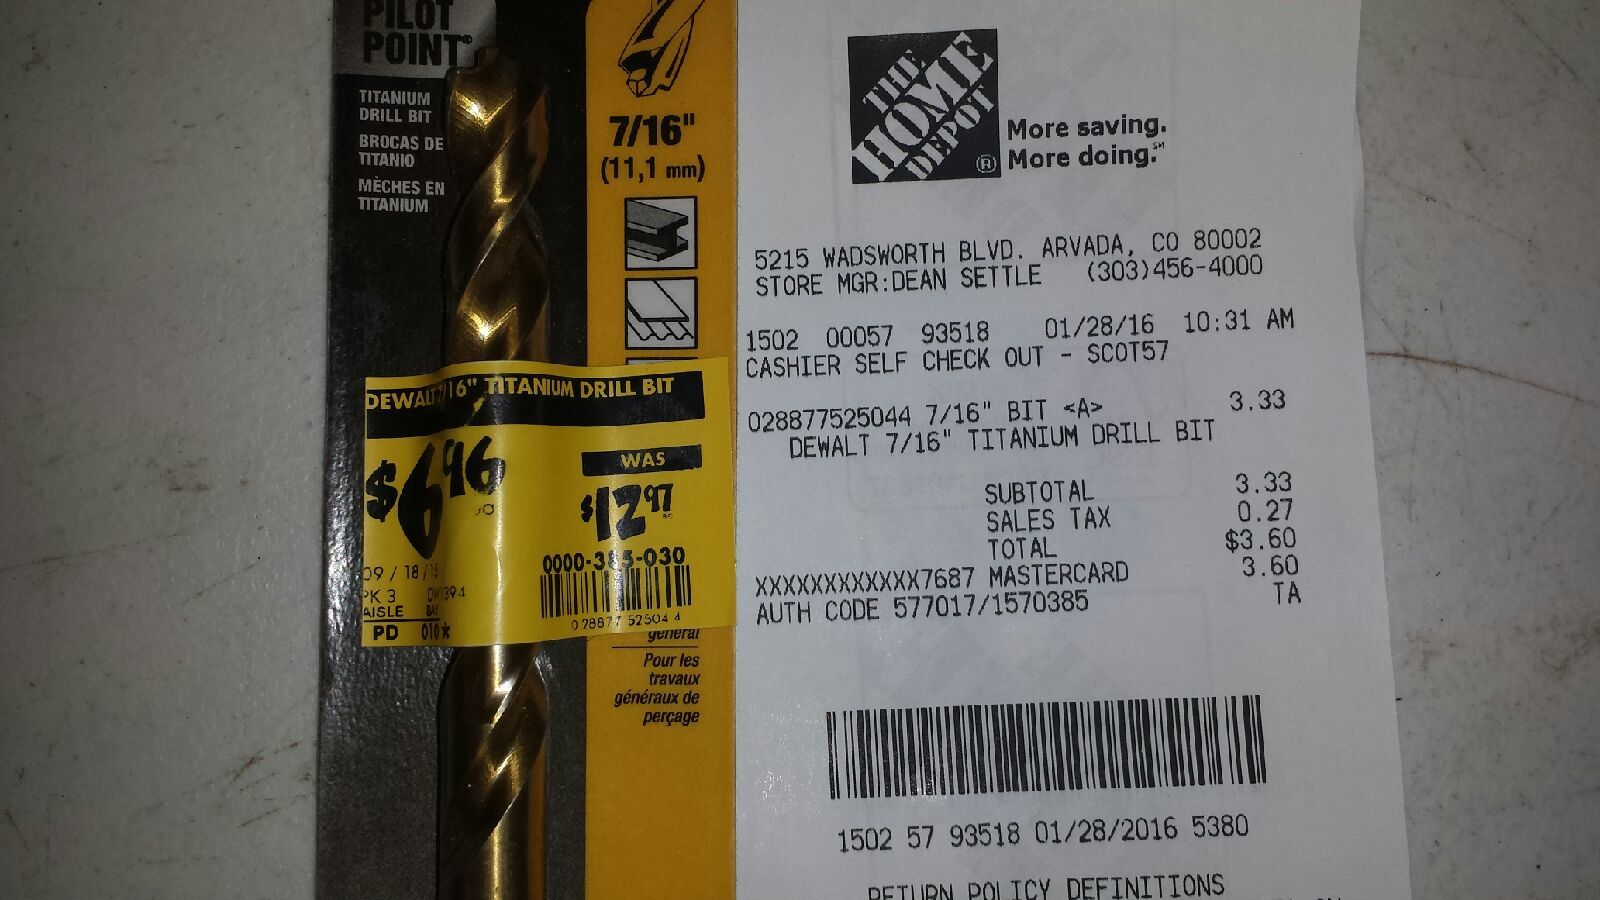 PILOT
POINT®
TITANIUM
DRILL BIT
BROCAS DE
TITANIO
MÈCHES EN
TITANIUM
7/16"
(11,1 mm)
DEWALT 7/16" TITANIUM DRILL BIT
$6.96
WAS
$12.97
0000-385-030
09 / 18 / 15
PK 3 DW1394
AISLE BAY
PD 010★
0 28877 52504 4
général
Pour les
travaux
généraux de
perçage
THE
HOME
DEPOT
®
More saving.
More doing.℠
5215 WADSWORTH BLVD. ARVADA, CO 80002
STORE MGR:DEAN SETTLE (303)456-4000
1502 00057 93518 01/28/16 10:31 AM
CASHIER SELF CHECK OUT - SCOT57
028877525044 7/16" BIT <A> 3.33
DEWALT 7/16" TITANIUM DRILL BIT
SUBTOTAL 3.33
SALES TAX 0.27
TOTAL $3.60
XXXXXXXXXXXX7687 MASTERCARD 3.60
AUTH CODE 577017/1570385 TA
1502 57 93518 01/28/2016 5380
RETURN POLICY DEFINITIONS